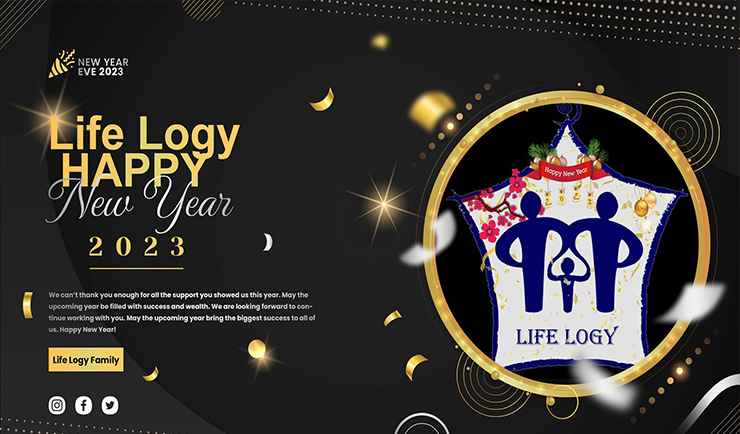 NEW YEAR
EVE 2023
Life Logy
HAPPY
New Year
2023
We can't thank you enough for all the support you showed us this year. May the
upcoming year be filled with success and wealth. We are looking forward to con-
tinue working with you. May the upcoming year bring the biggest success to all of
us. Happy New Year!
Life Logy Family
Happy New Year
2023
LIFE LOGY